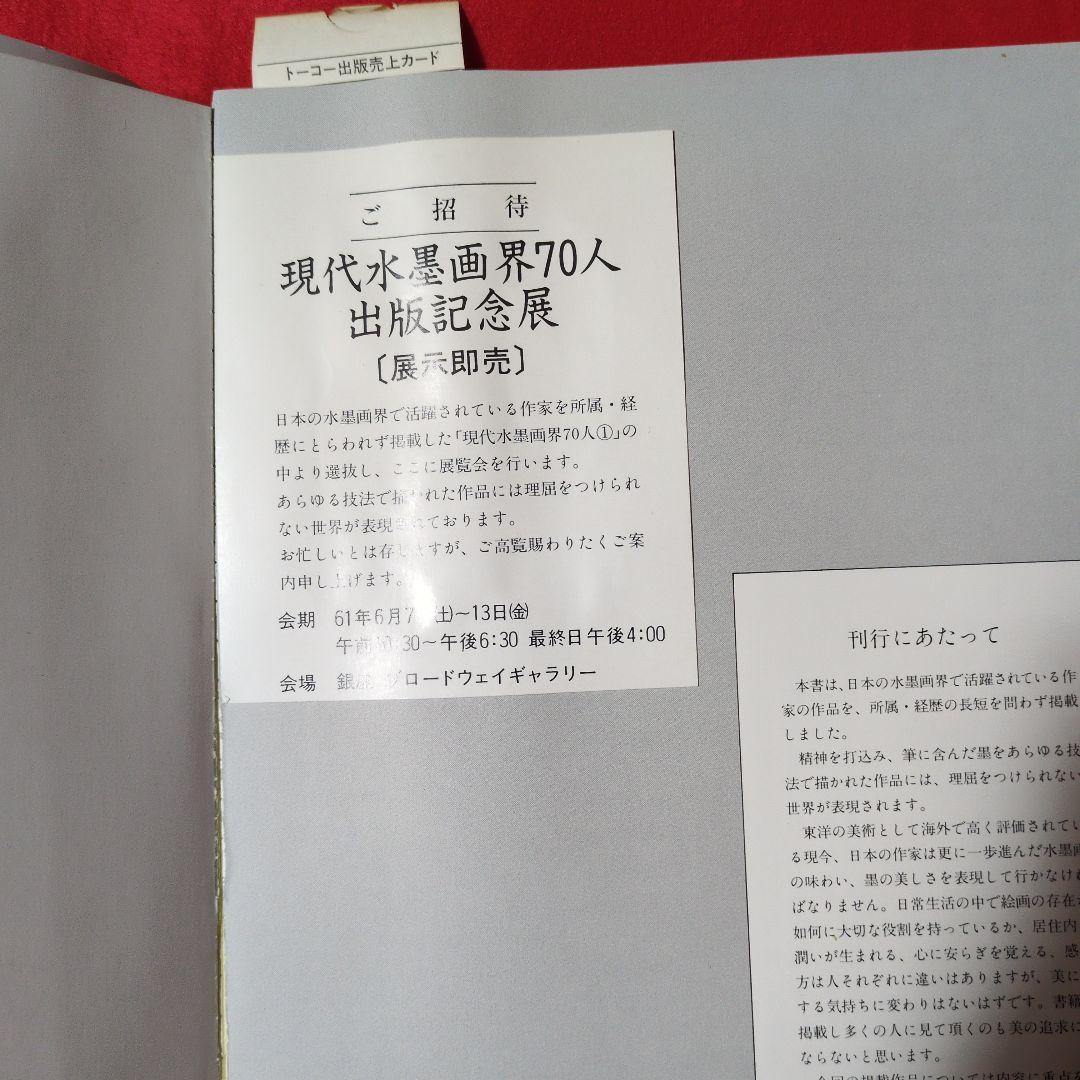 トーコー出版売上カード
ご招待
現代水墨画界70人
出版記念展
〔展示即売〕
日本の水墨画界で活躍されている作家を所属・経
歴にとらわれず掲載した「現代水墨画界70人①」の
中より選抜し、ここに展覧会を行います。
あらゆる技法で描かれた作品には理屈をつけられ
ない世界が表現されております。
お忙しいとは存じますが、ご高覧賜わりたくご案
内申し上げます。
会期 61年6月7日(土)～13日㈮
午前10:30～午後6:30 最終日午後4:00
会場 銀座ブロードウェイギャラリー
刊行にあたって
本書は、日本の水墨画界で活躍されている作
家の作品を、所属・経歴の長短を問わず掲載
しました。
精神を打込み、筆に含んだ墨をあらゆる技
法で描かれた作品には、理屈をつけられない
世界が表現されます。
東洋の美術として海外で高く評価されてい
る現今、日本の作家は更に一歩進んだ水墨画
の味わい、墨の美しさを表現して行かなけれ
ばなりません。日常生活の中で絵画の存在が
如何に大切な役割を持っているか、居住内
潤いが生まれる、心に安らぎを覚える、感
方は人それぞれに違いはありますが、美に
する気持ちに変わりはないはずです。書籍
掲載し多くの人に見て頂くのも美の追求に
ならないと思います。
今回の掲載作品については内容に重点を